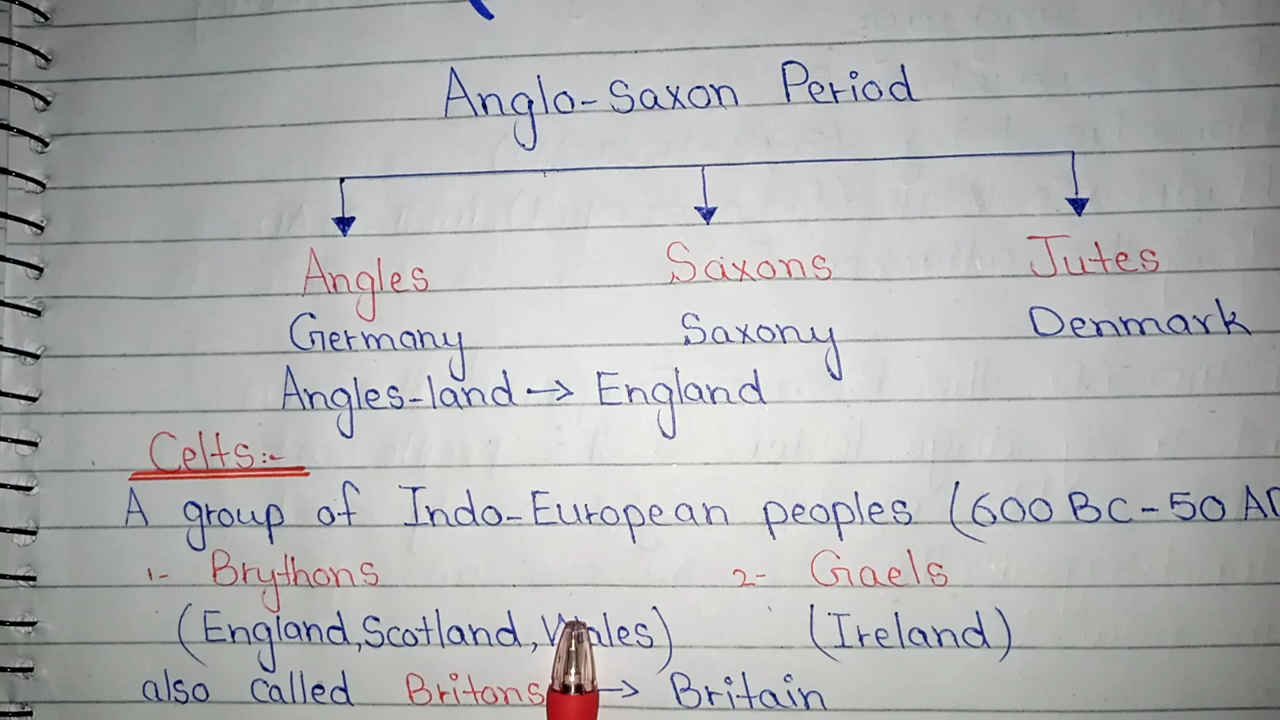 Anglo-Saxon Period
Angles Saxons Jutes
Germany Saxony Denmark
Angles-land → England
Celts:-
A group of Indo-European peoples (600 BC-50 AD
1- Brythons 2- Gaels
(England,Scotland,Wales) (Ireland)
also called Britons → Britain